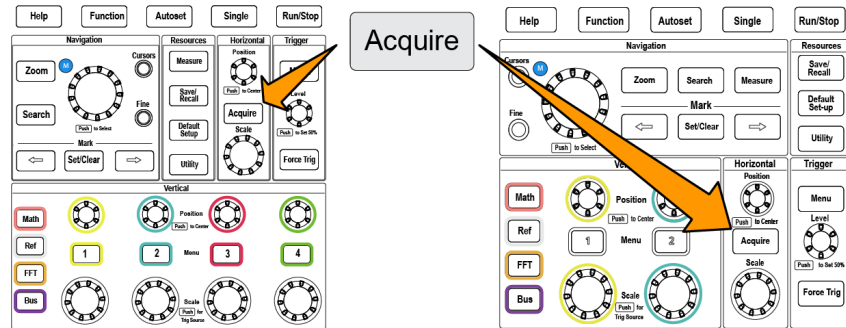 Help Function Autoset Single Run/Stop
Navigation Resources Horizontal Trigger
Zoom M Cursors Measure Position
Push to Center
Save/
Recall Level
Search Fine Acquire
Push to Select Default
Setup Scale Push to Set 50%
Mark
Set/Clear Utility Force Trig
Vertical
Math Position
Push to Center
Ref
1 2 Menu 3 4
FFT
Bus Scale
Push for
Trig Source
Acquire
Help Function Autoset Single Run/Stop
Navigation Resources
Cursors M Zoom Search Measure Save/
Recall
Fine Mark Default
Set-up
Set/Clear
Push to Select Utility
Horizontal Trigger
Position
Math Position Menu
Push to Center Push to Center
Ref Level
1 Menu 2 Acquire
FFT Scale Push to Set 50%
Bus Scale Force Trig
Push for
Trig Source